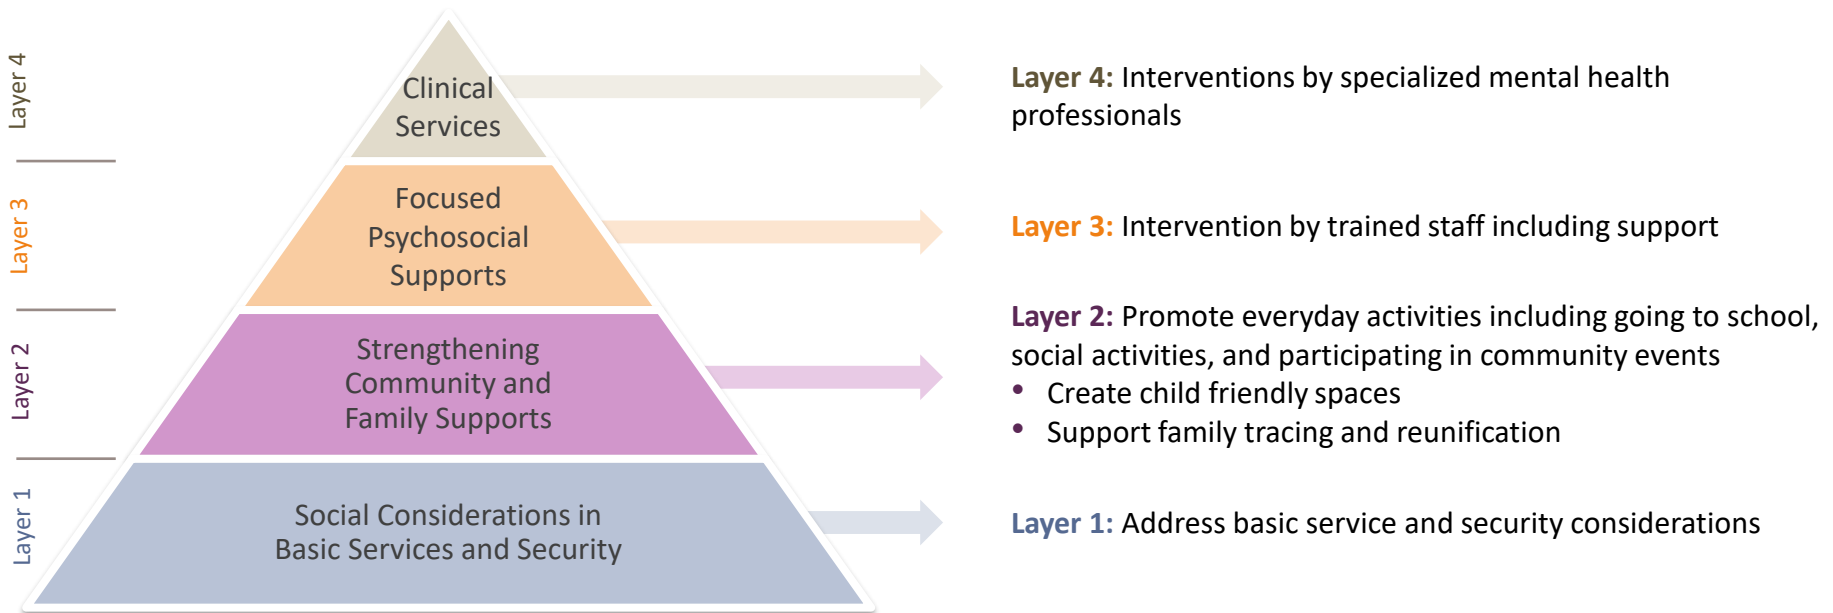 Layer 4
Clinical
Services
Layer 4: Interventions by specialized mental health
professionals
Layer 3
Focused
Psychosocial
Supports
Layer 3: Intervention by trained staff including support
Layer 2
Strengthening
Community and
Family Supports
Layer 2: Promote everyday activities including going to school,
social activities, and participating in community events
• Create child friendly spaces
• Support family tracing and reunification
Layer 1
Social Considerations in
Basic Services and Security
Layer 1: Address basic service and security considerations